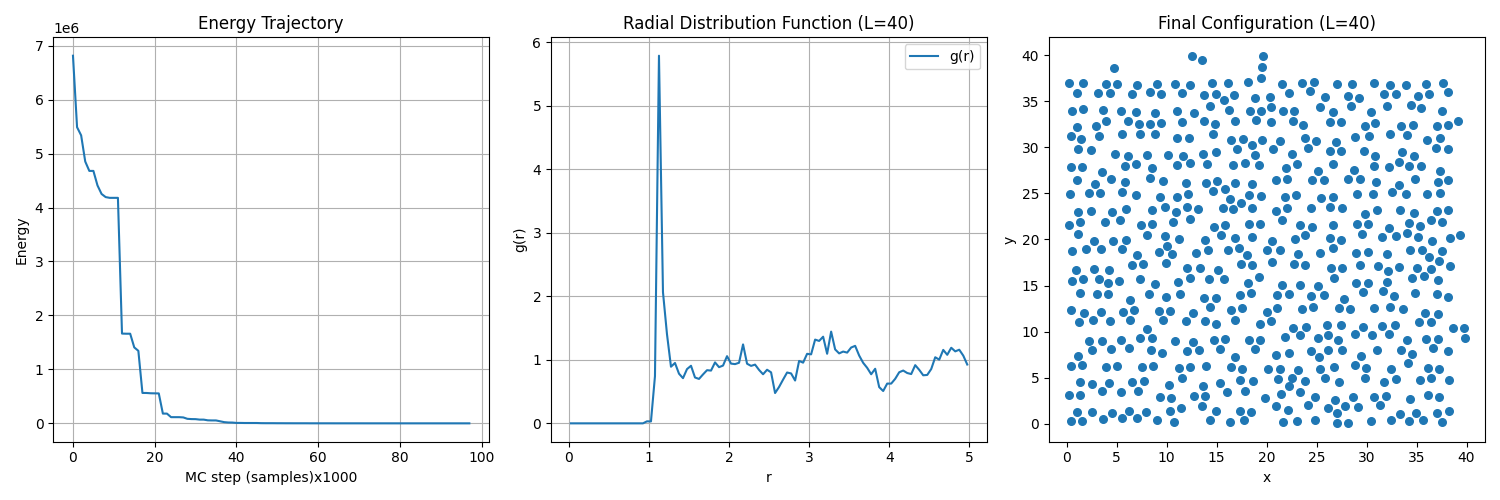 Energy Trajectory
1e6
7
6
5
4
3
2
1
0
Energy
0 20 40 60 80 100
MC step (samples)x1000
Radial Distribution Function (L=40)
g(r)
6
5
4
3
2
1
0
g(r)
0 1 2 3 4 5
r
Final Configuration (L=40)
40
35
30
25
20
15
10
5
0
y
0 5 10 15 20 25 30 35 40
x